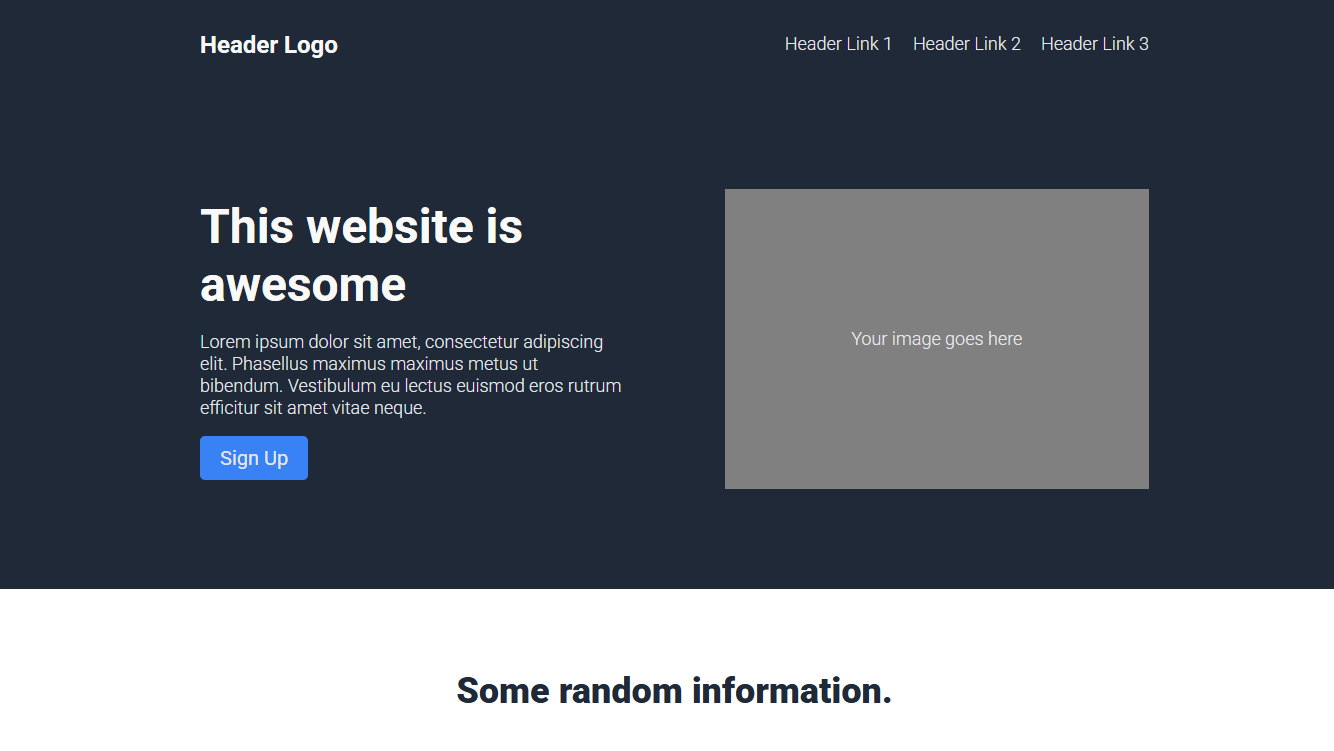 Header Logo
Header Link 1 Header Link 2 Header Link 3
This website is
awesome
Lorem ipsum dolor sit amet, consectetur adipiscing
elit. Phasellus maximus maximus metus ut
bibendum. Vestibulum eu lectus euismod eros rutrum
efficitur sit amet vitae neque.
Sign Up
Your image goes here
Some random information.